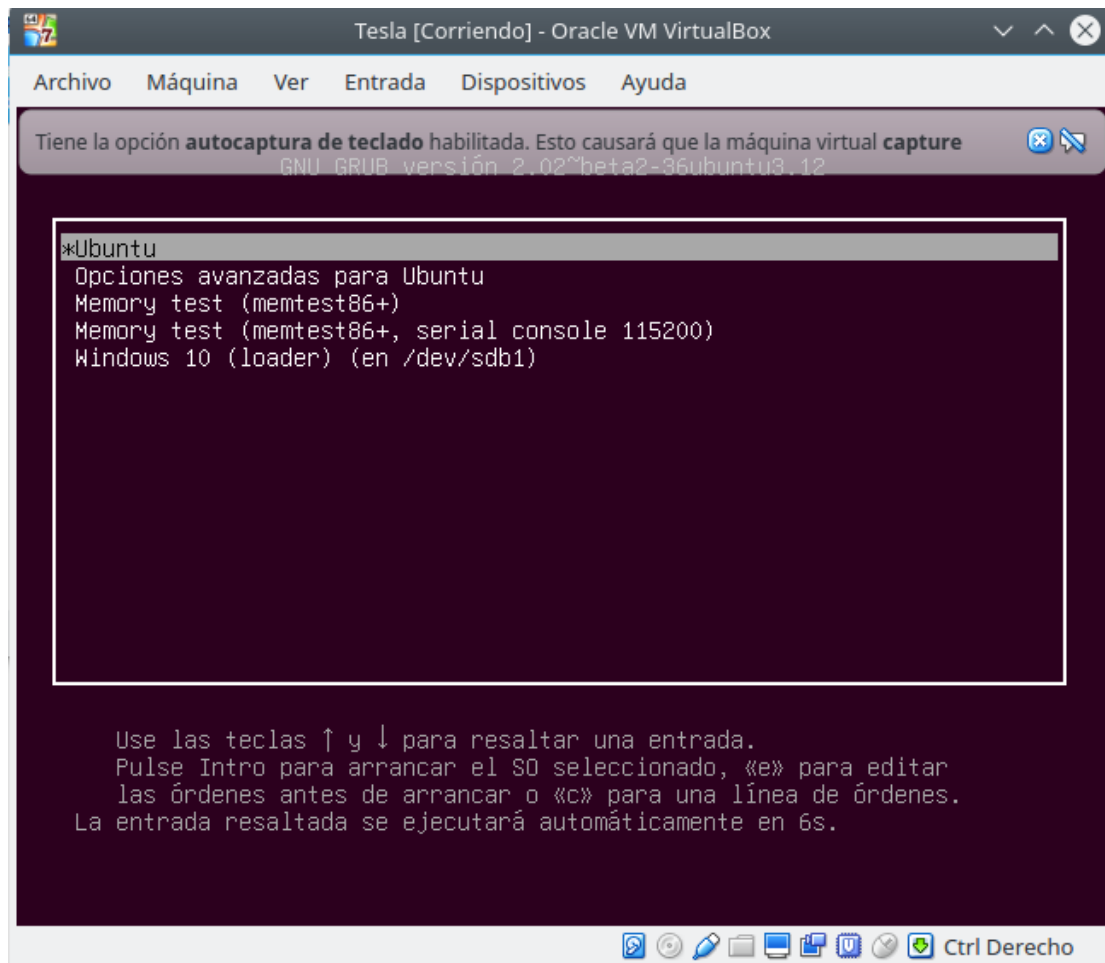 Tesla [Corriendo] - Oracle VM VirtualBox
Archivo Máquina Ver Entrada Dispositivos Ayuda
Tiene la opción autocaptura de teclado habilitada. Esto causará que la máquina virtual capture
GNU GRUB versión 2.02~beta2-36ubuntu3.12
*Ubuntu
Opciones avanzadas para Ubuntu
Memory test (memtest86+)
Memory test (memtest86+, serial console 115200)
Windows 10 (loader) (en /dev/sdb1)
Use las teclas ↑ y ↓ para resaltar una entrada.
Pulse Intro para arrancar el SO seleccionado, «e» para editar
las órdenes antes de arrancar o «c» para una línea de órdenes.
La entrada resaltada se ejecutará automáticamente en 6s.
Ctrl Derecho